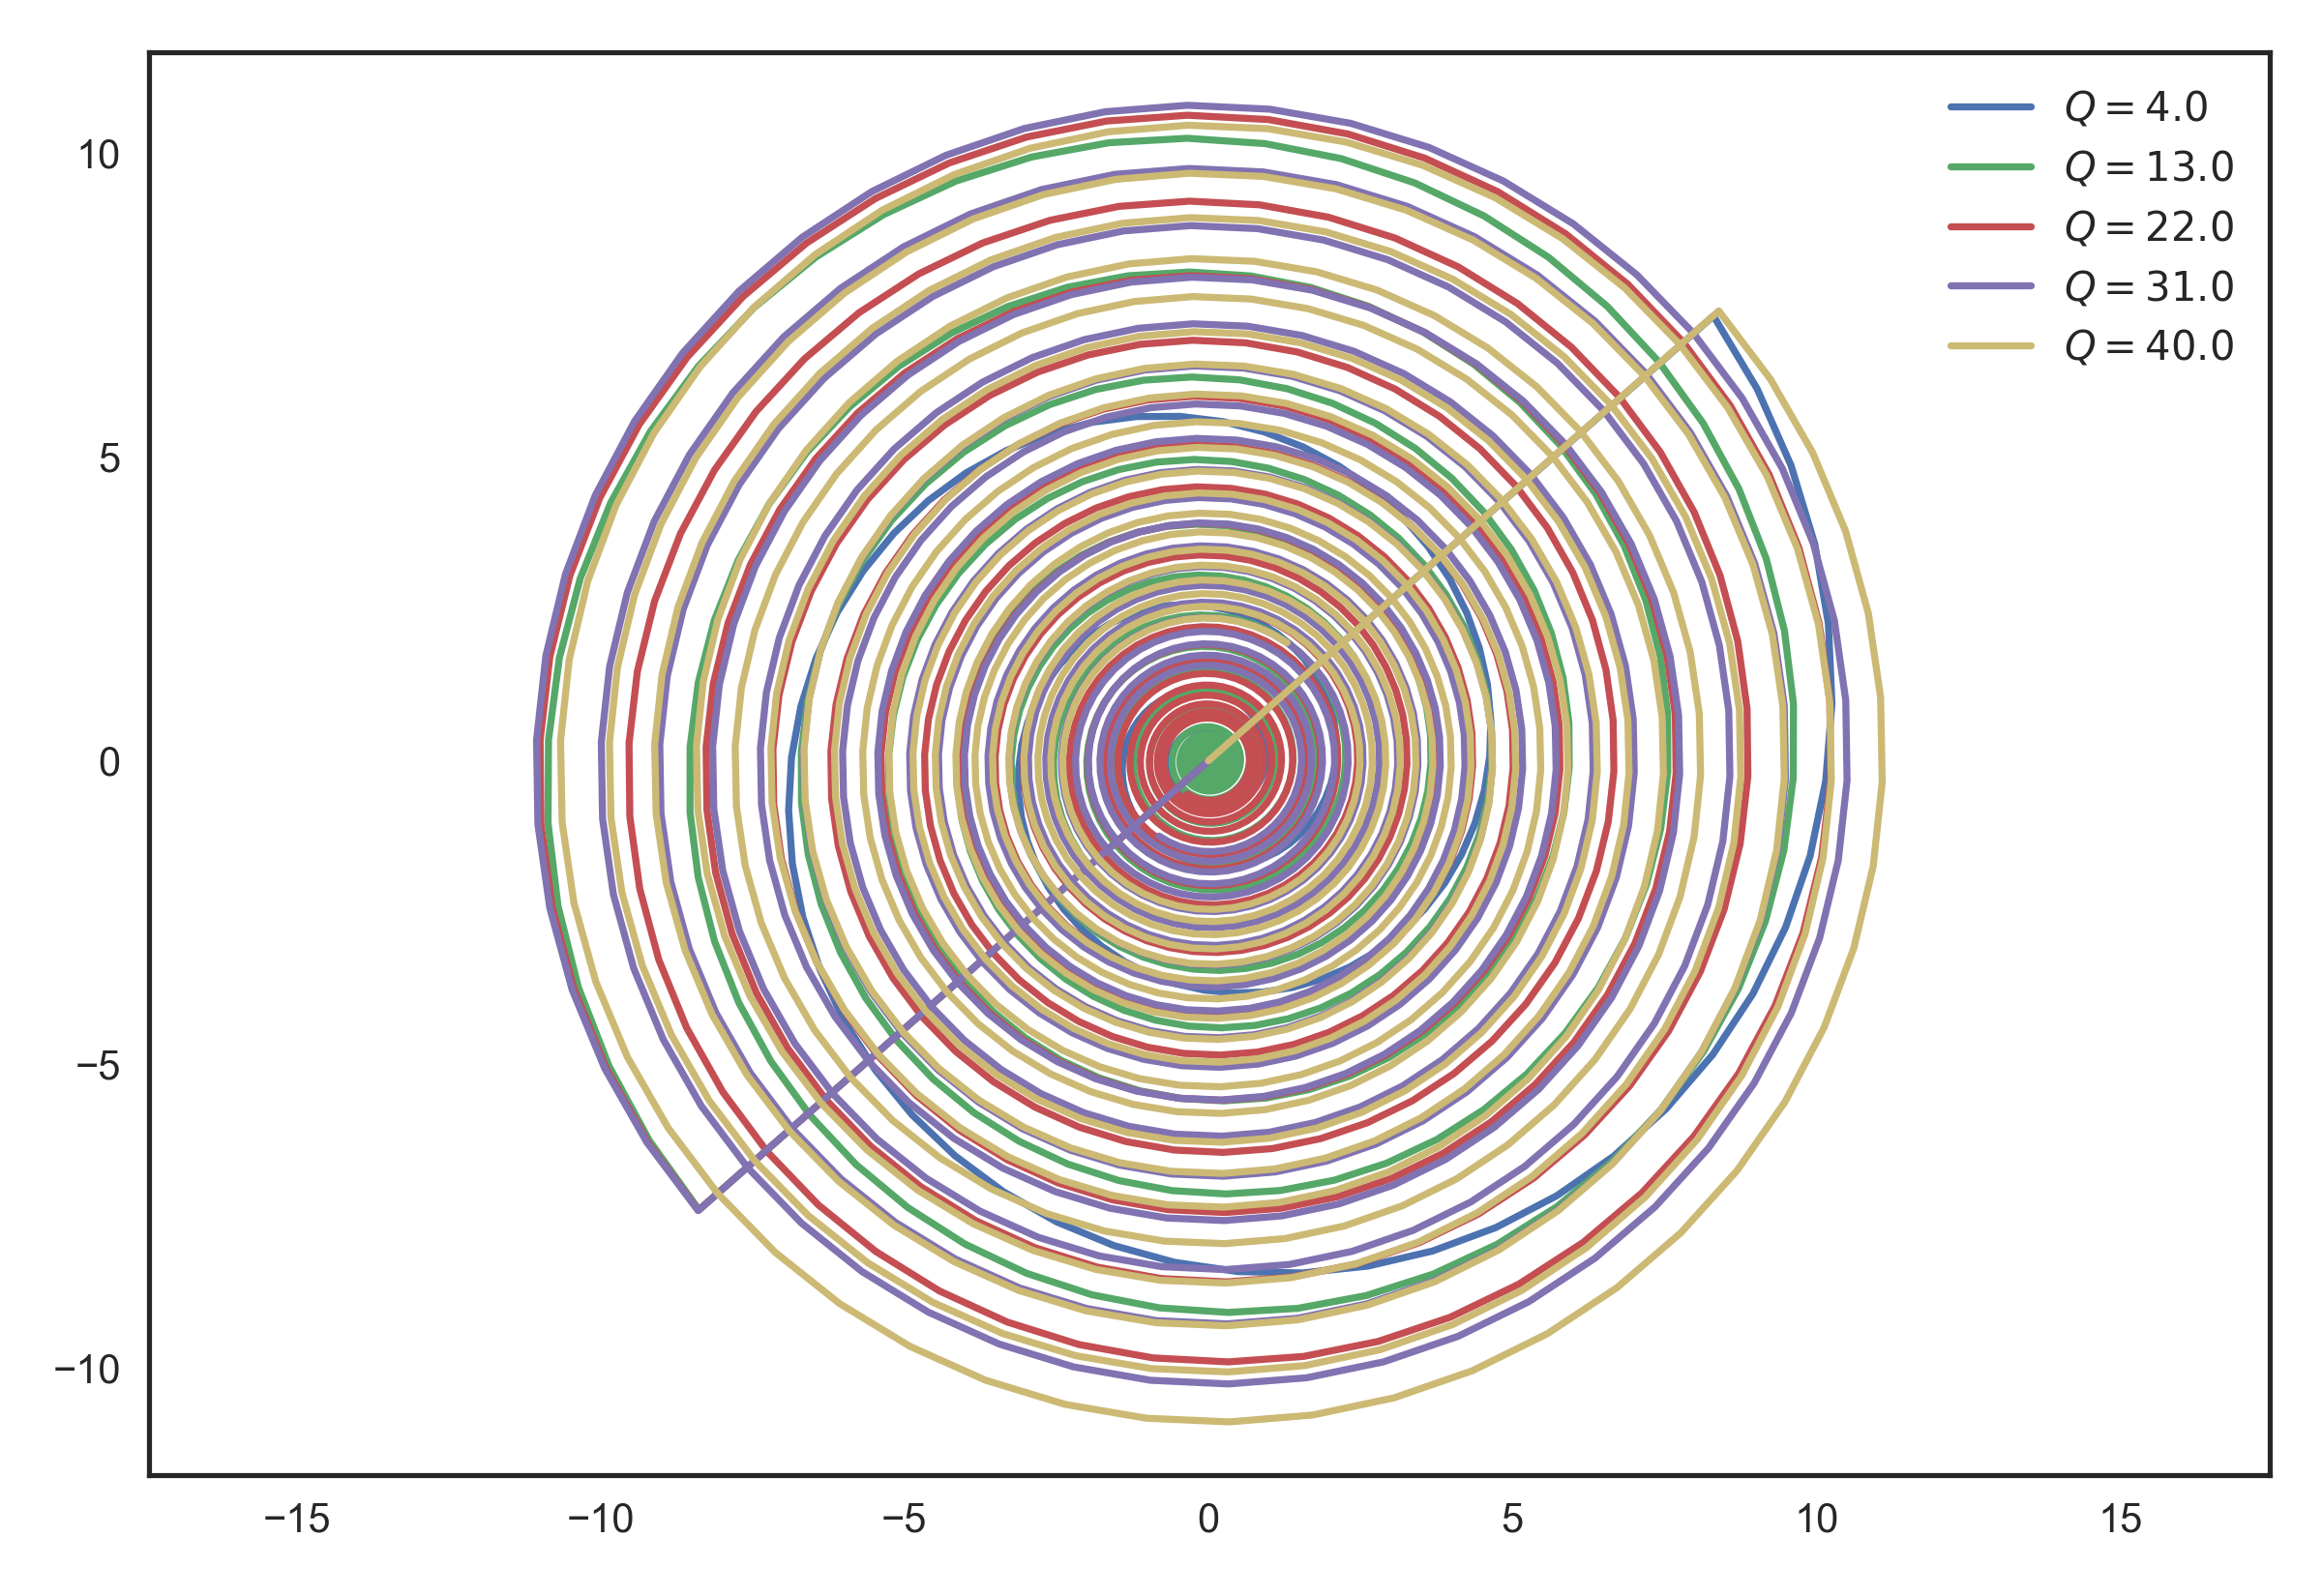 Q = 4.0
Q = 13.0
Q = 22.0
Q = 31.0
Q = 40.0
10
5
0
−5
−10
−15 −10 −5 0 5 10 15